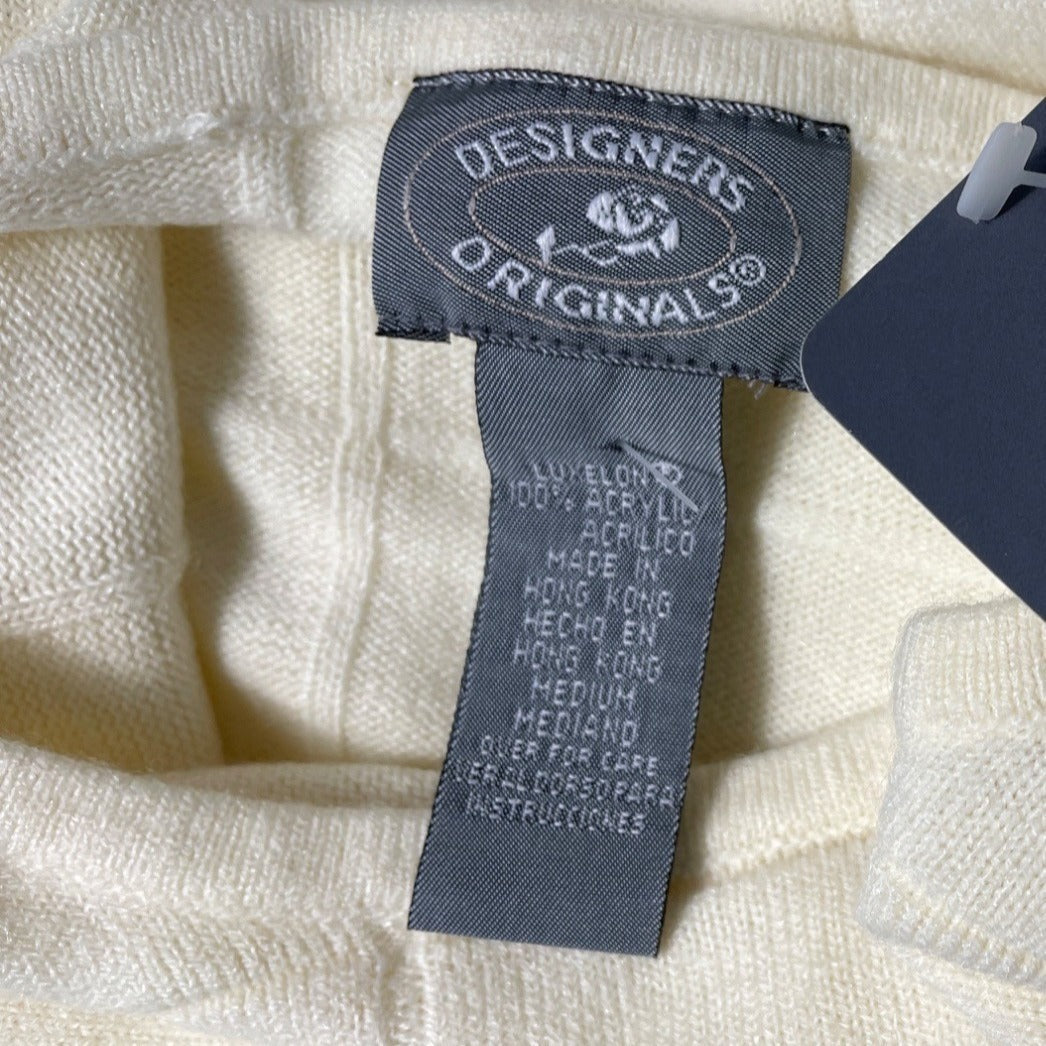 DESIGNERS
ORIGINALS®
LUXELON®
100% ACRYLIC
ACRILICO
MADE IN
HONG KONG
HECHO EN
HONG KONG
MEDIUM
MEDIANO
OVER FOR CARE
VER AL DORSO PARA
INSTRUCCIONES